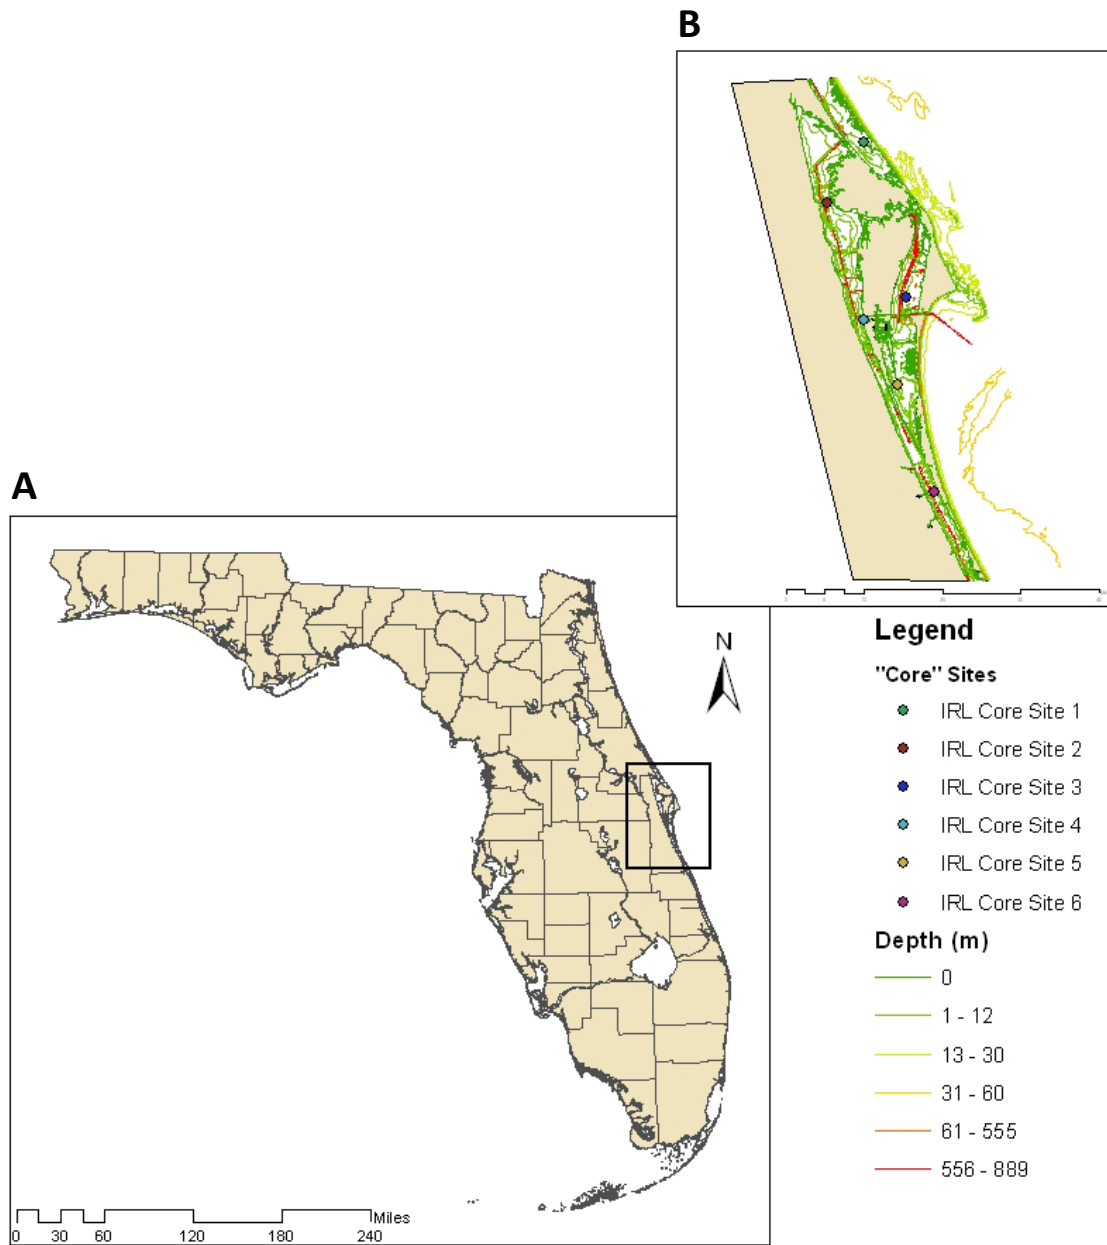 B
A
N
Legend
"Core" Sites
IRL Core Site 1
IRL Core Site 2
IRL Core Site 3
IRL Core Site 4
IRL Core Site 5
IRL Core Site 6
Depth (m)
0
1 - 12
13 - 30
31 - 60
61 - 555
556 - 889
Miles
0 30 60 120 180 240